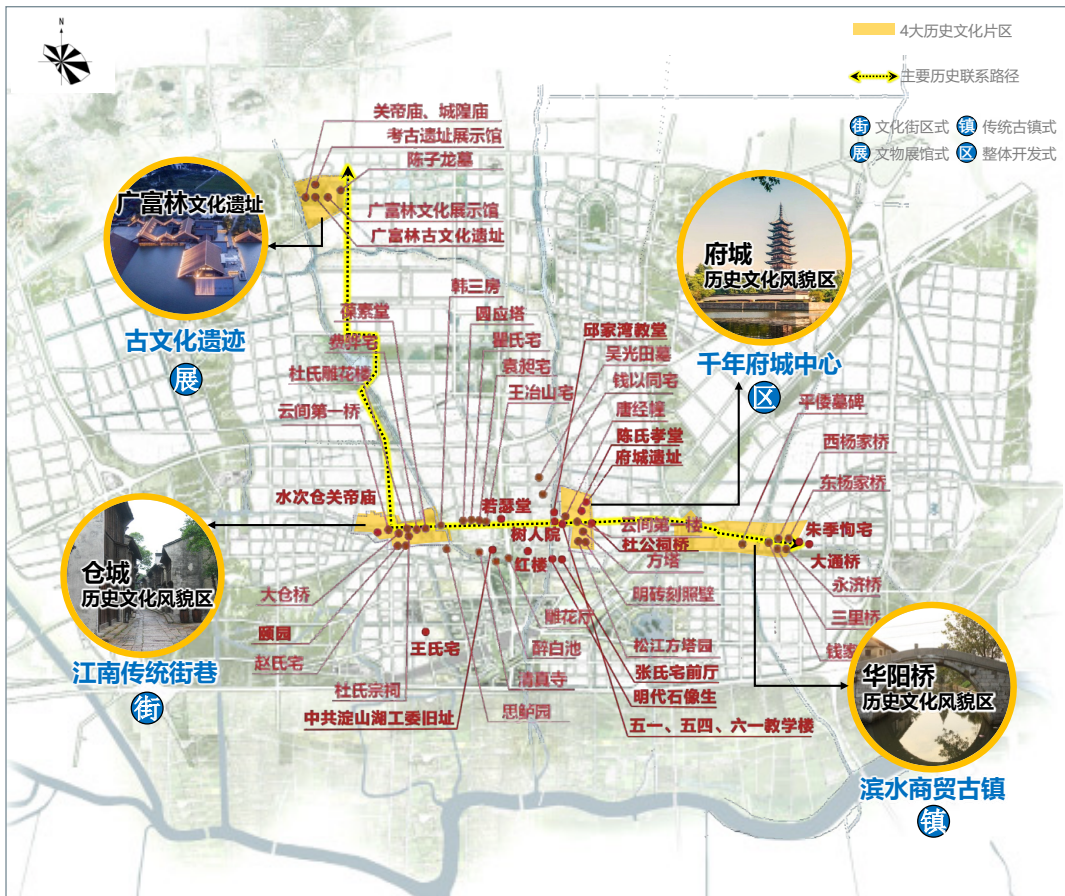 N
4大历史文化片区
主要历史联系路径
街 文化街区式 镇 传统古镇式
展 文物展馆式 区 整体开发式
关帝庙、城隍庙
考古遗址展示馆
陈子龙墓
广富林文化展示馆
广富林古文化遗址
广富林文化遗址
古文化遗迹
展
府城
历史文化风貌区
千年府城中心
区
韩三房
葆素堂
圆应塔
费骅宅
瞿氏宅
杜氏雕花楼
袁昶宅
王冶山宅
云间第一桥
邱家湾教堂
吴光田墓
钱以同宅
唐经幢
陈氏孝堂
府城遗址
平倭墓碑
西杨家桥
东杨家桥
水次仓关帝庙
若瑟堂
树人院
云间第一楼
朱季恂宅
杜公祠桥
红楼
方塔
大通桥
仓城
历史文化风貌区
江南传统街巷
街
大仓桥
明砖刻照壁
永济桥
雕花厅
三里桥
颐园
王氏宅
醉白池
松江方塔园
钱家
赵氏宅
清真寺
张氏宅前厅
杜氏宗祠
明代石像生
中共淀山湖工委旧址
思鲈园
五一、五四、六一教学楼
华阳桥
历史文化风貌区
滨水商贸古镇
镇